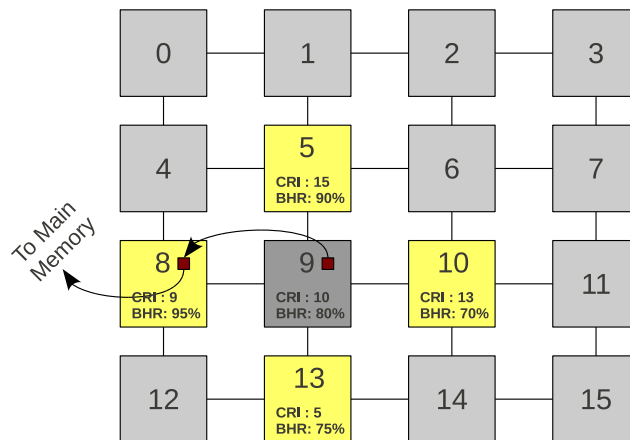 0
1
2
3
4
5
CRI : 15
BHR: 90%
6
7
To Main
Memory
8
CRI : 9
BHR: 95%
9
CRI : 10
BHR: 80%
10
CRI : 13
BHR: 70%
11
12
13
CRI : 5
BHR: 75%
14
15